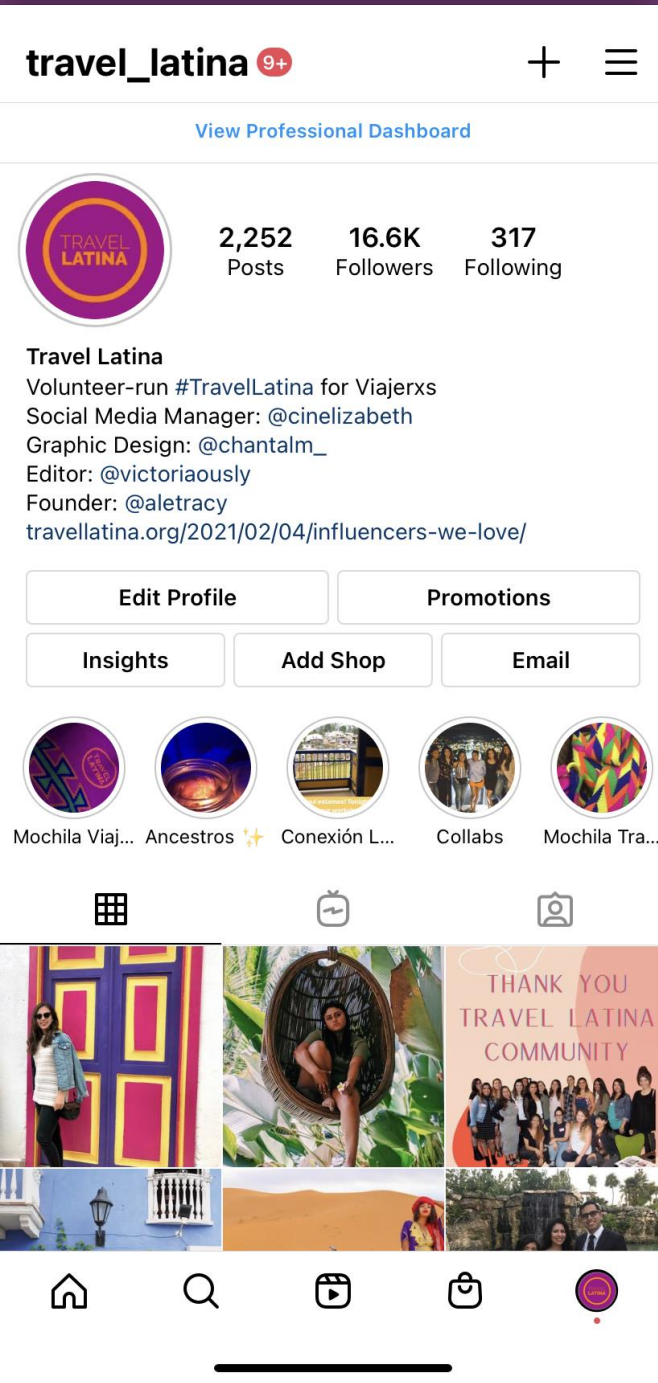 travel_latina 9+
View Professional Dashboard
TRAVEL
LATINA
2,252 16.6K 317
Posts Followers Following
Travel Latina
Volunteer-run #TravelLatina for Viajerxs
Social Media Manager: @cinelizabeth
Graphic Design: @chantalm_
Editor: @victoriaously
Founder: @aletracy
travellatina.org/2021/02/04/influencers-we-love/
Edit Profile Promotions
Insights Add Shop Email
TRAVEL
LATINA
Mochila Viaj... Ancestros ✨ Conexión L... Collabs Mochila Tra...
THANK YOU
TRAVEL LATINA
COMMUNITY